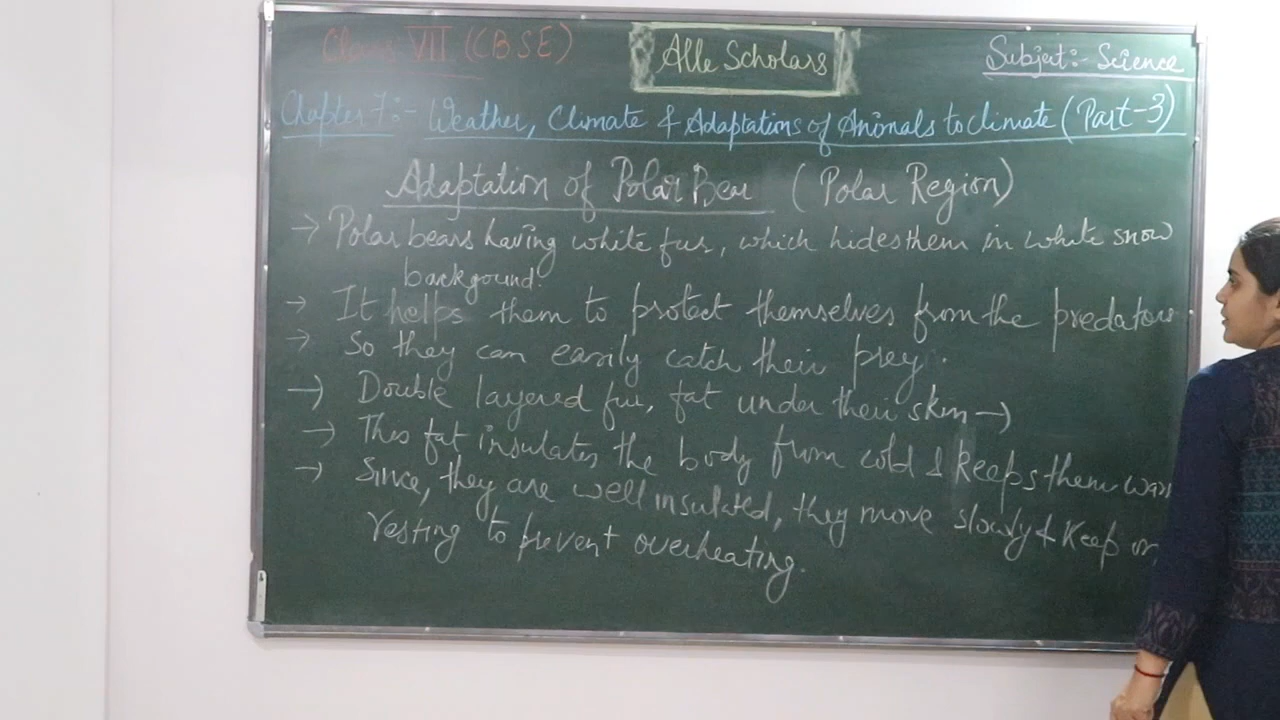 Class VII (CBSE)
Alle Scholars
Subject:- Science
Chapter 7:- Weather, Climate & Adaptations of Animals to climate (Part-3)
Adaptation of Polar Bear (Polar Region)
→ Polar bears having white fur, which hides them in white snow
backgound.
→ It helps them to protect themselves from the predators
→ So they can easily catch their prey.
→ Double layered fur, fat under their skin →
→ This fat insulates the body from cold & keeps them warm
→ Since, they are well insulated, they move slowly & keep on
resting to prevent overheating.